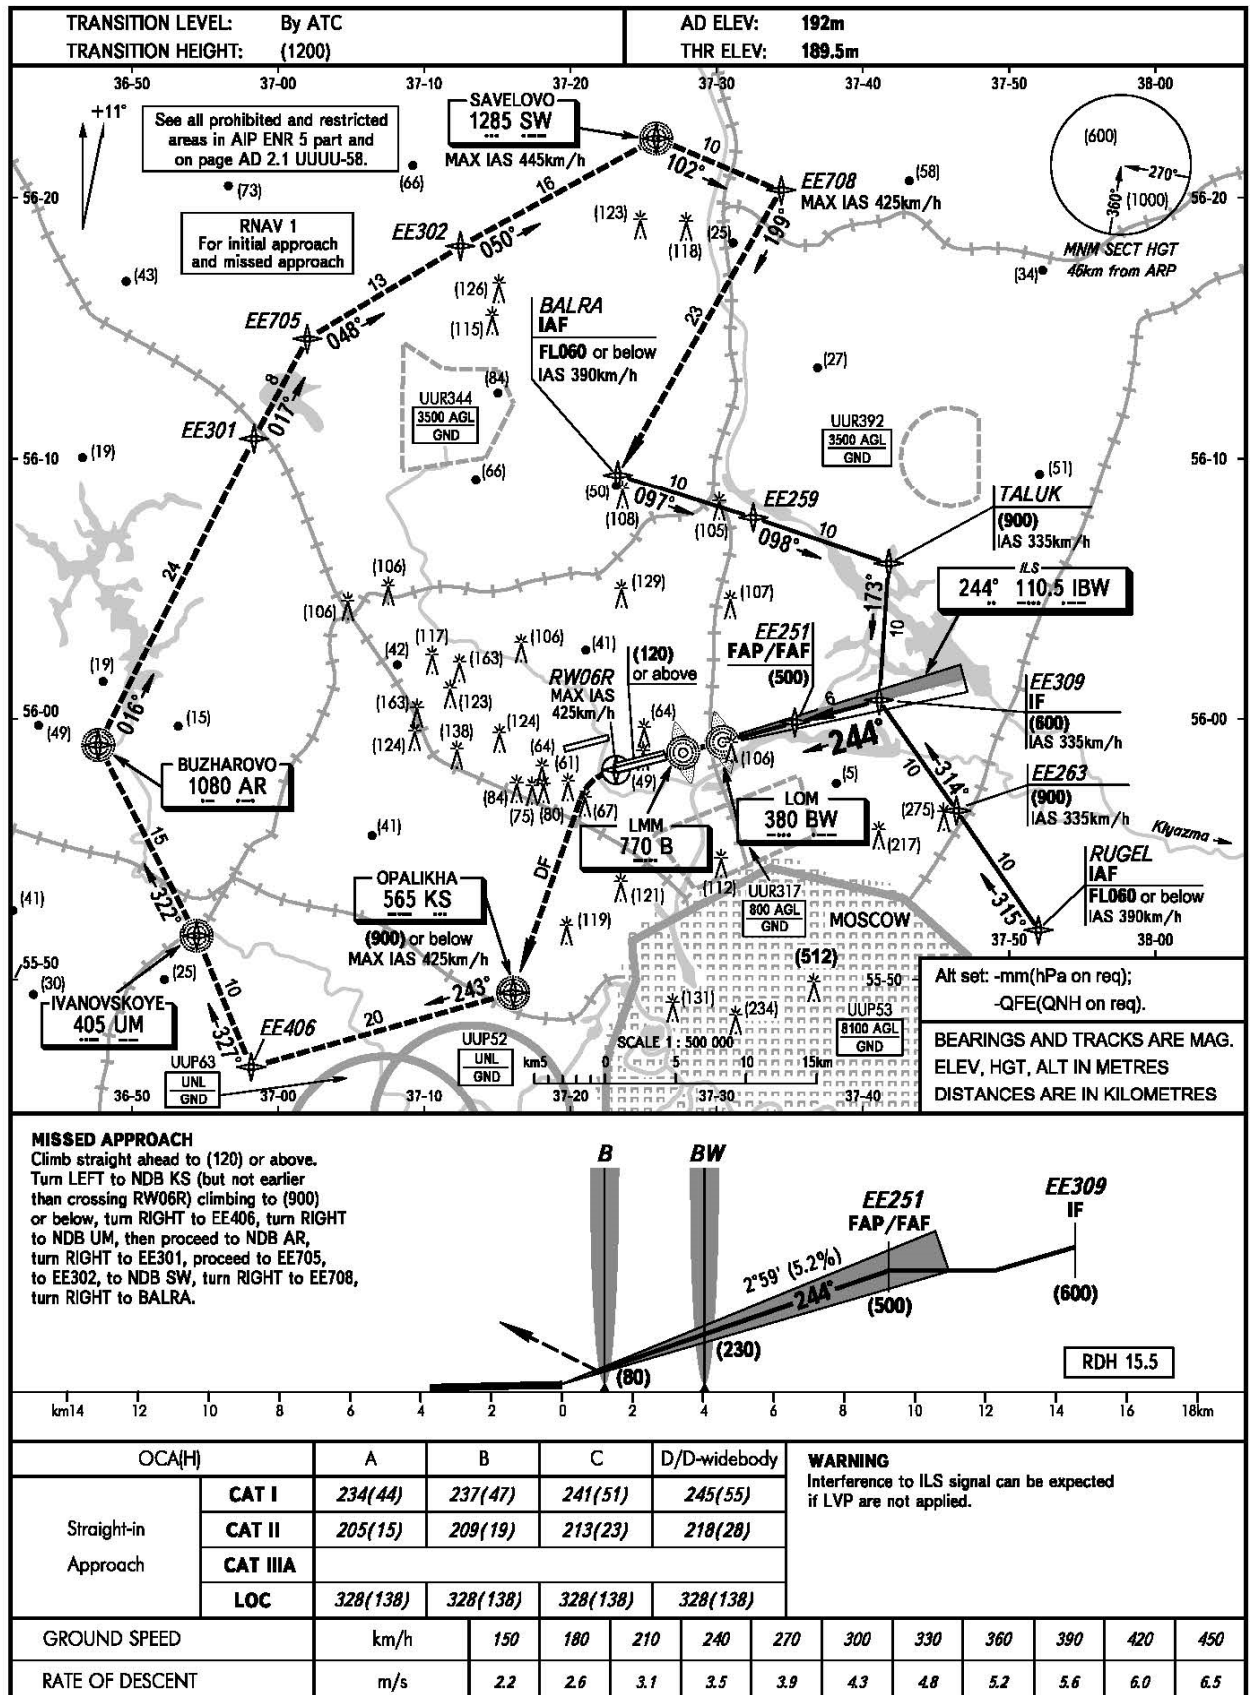 TRANSITION LEVEL: By ATC
TRANSITION HEIGHT: (1200)
AD ELEV: 192m
THR ELEV: 189.5m
36-50 37-00 37-10 37-20 37-30 37-40 37-50 38-00
+11°
See all prohibited and restricted
areas in AIP ENR 5 part and
on page AD 2.1 UUUU-58.
SAVELOVO
1285 SW
MAX IAS 445km/h
10
102°
EE708
MAX IAS 425km/h
(58)
(600)
270°
360°
(1000)
MNM SECT HGT
46km from ARP
56-20
56-20
(73)
(66)
16
RNAV 1
For initial approach
and missed approach
EE302
050°
(123)
(118)
(25)
199°
(34)
(43)
13
(126)
(115)
EE705
048°
BALRA
IAF
FL060 or below
IAS 390km/h
23
(27)
8
017°
EE301
UUR344
3500 AGL
GND
(84)
UUR392
3500 AGL
GND
56-10
56-10
(19)
(66)
(50)
(108)
10
097°
(105)
EE259
098°
10
(51)
TALUK
(900)
IAS 335km/h
24
ILS
244° 110.5 IBW
(106)
(106)
(129)
(107)
173°
10
(19)
016°
(42)
(117)
(163)
(106)
(41)
(123)
RW06R
MAX IAS
425km/h
(120)
or above
EE251
FAP/FAF
(500)
6
EE309
IF
(600)
IAS 335km/h
56-00
56-00
(49)
(15)
(163)
(124)
(138)
(124)
(64)
(64)
(61)
(49)
244°
(106)
(5)
10
314°
EE263
(900)
IAS 335km/h
BUZHAROVO
1080 AR
(84)
(75)
(80)
(67)
LMM
770 B
LOM
380 BW
(275)
(217)
Klyazma
15
322°
(41)
DF
OPALIKHA
565 KS
(900) or below
MAX IAS 425km/h
(121)
(112)
(119)
UUR317
800 AGL
GND
MOSCOW
(512)
10
315°
RUGEL
IAF
FL060 or below
IAS 390km/h
37-50 38-00
(41)
55-50
55-50
(30)
(25)
IVANOVSKOYE
405 UM
10
327°
EE406
20
243°
(131)
(234)
UUP53
8100 AGL
GND
UUP63
UNL
GND
UUP52
UNL
GND
SCALE 1 : 500 000
km5 0 5 10 15km
36-50 37-00 37-10 37-20 37-30 37-40
Alt set: -mm(hPa on req);
-QFE(QNH on req).
BEARINGS AND TRACKS ARE MAG.
ELEV, HGT, ALT IN METRES
DISTANCES ARE IN KILOMETRES
MISSED APPROACH
Climb straight ahead to (120) or above.
Turn LEFT to NDB KS (but not earlier
than crossing RW06R) climbing to (900)
or below, turn RIGHT to EE406, turn RIGHT
to NDB UM, then proceed to NDB AR,
turn RIGHT to EE301, proceed to EE705,
to EE302, to NDB SW, turn RIGHT to EE708,
turn RIGHT to BALRA.
B
BW
EE251
FAP/FAF
EE309
IF
2°59' (5.2%)
244°
(500)
(600)
(230)
(80)
RDH 15.5
km14 12 10 8 6 4 2 0 2 4 6 8 10 12 14 16 18km
OCA(H) A B C D/D-widebody
Straight-in
Approach
CAT I 234(44) 237(47) 241(51) 245(55)
CAT II 205(15) 209(19) 213(23) 218(28)
CAT IIIA
LOC 328(138) 328(138) 328(138) 328(138)
WARNING
Interference to ILS signal can be expected
if LVP are not applied.
GROUND SPEED km/h 150 180 210 240 270 300 330 360 390 420 450
RATE OF DESCENT m/s 2.2 2.6 3.1 3.5 3.9 4.3 4.8 5.2 5.6 6.0 6.5